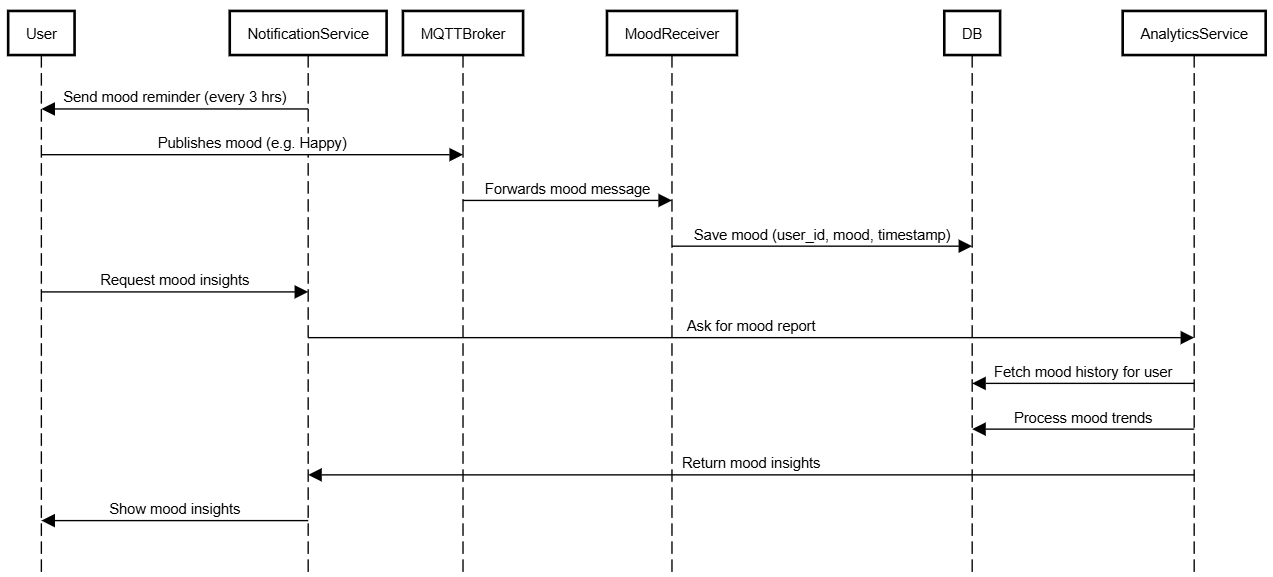 User
NotificationService
MQTTBroker
MoodReceiver
DB
AnalyticsService
Send mood reminder (every 3 hrs)
Publishes mood (e.g. Happy)
Forwards mood message
Save mood (user_id, mood, timestamp)
Request mood insights
Ask for mood report
Fetch mood history for user
Process mood trends
Return mood insights
Show mood insights